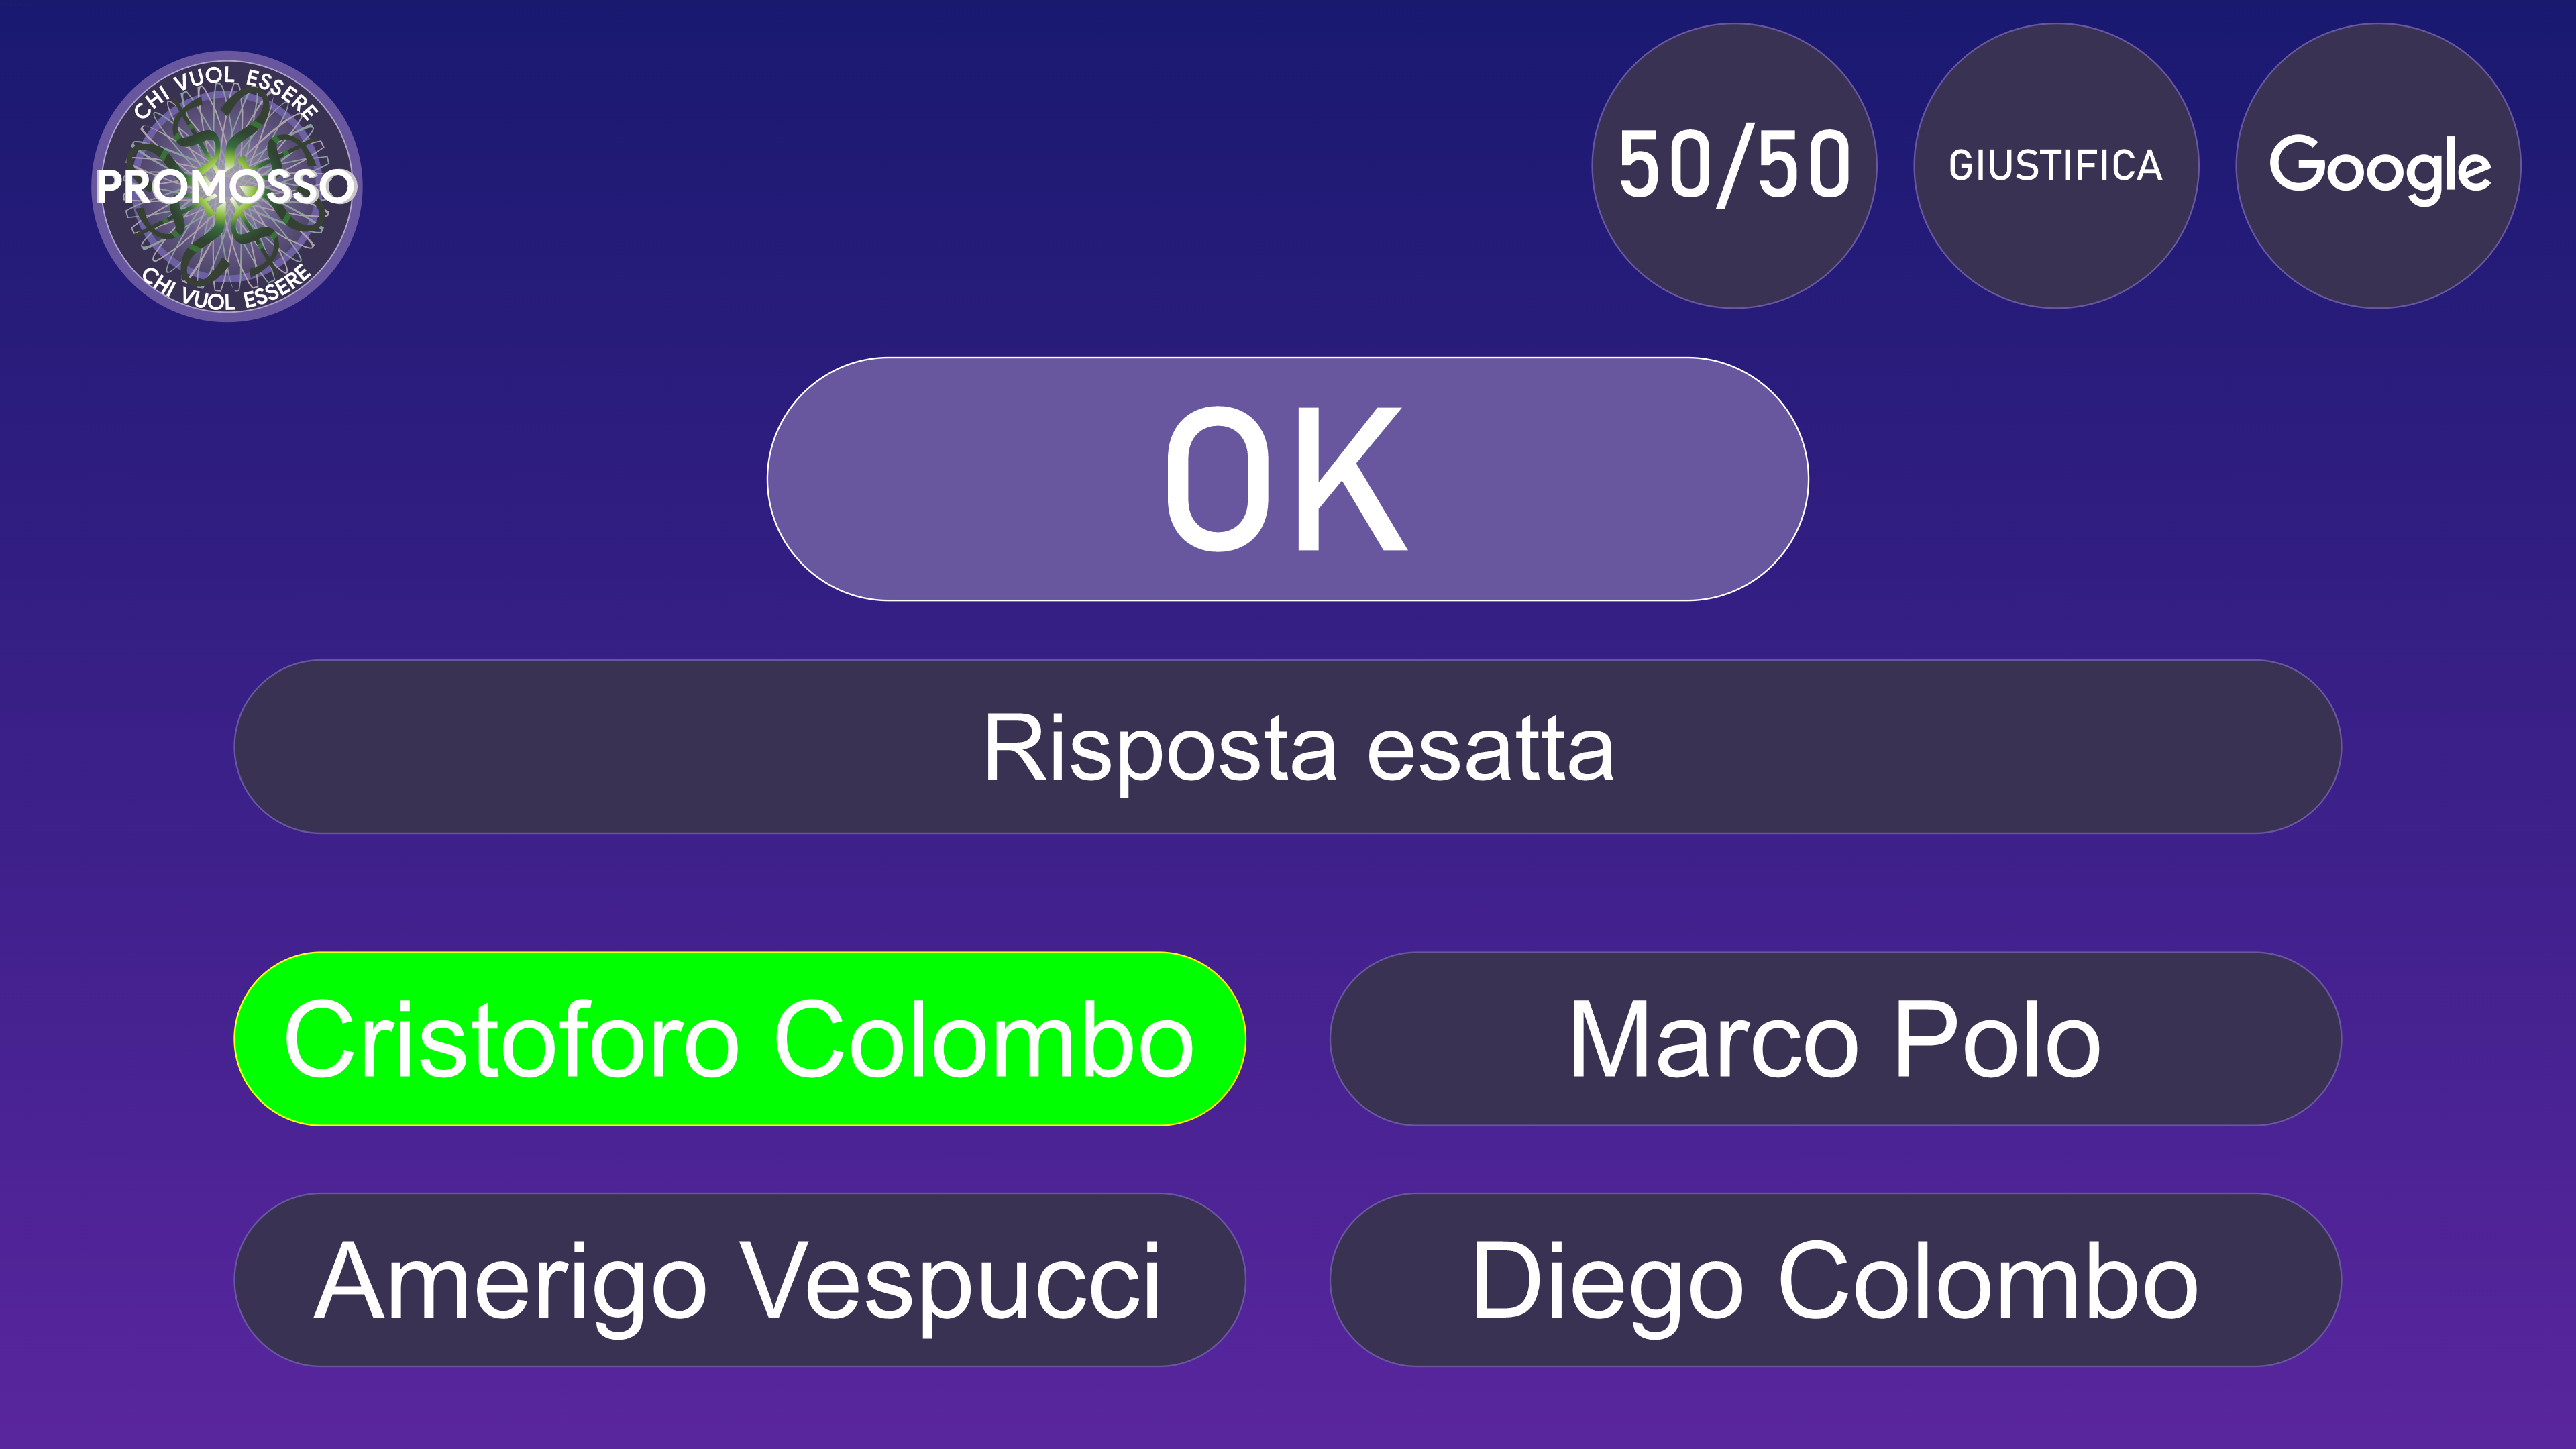 CHI VUOL ESSERE
PROMOSSO
CHI VUOL ESSERE
50/50
GIUSTIFICA
Google
OK
Risposta esatta
Cristoforo Colombo
Marco Polo
Amerigo Vespucci
Diego Colombo